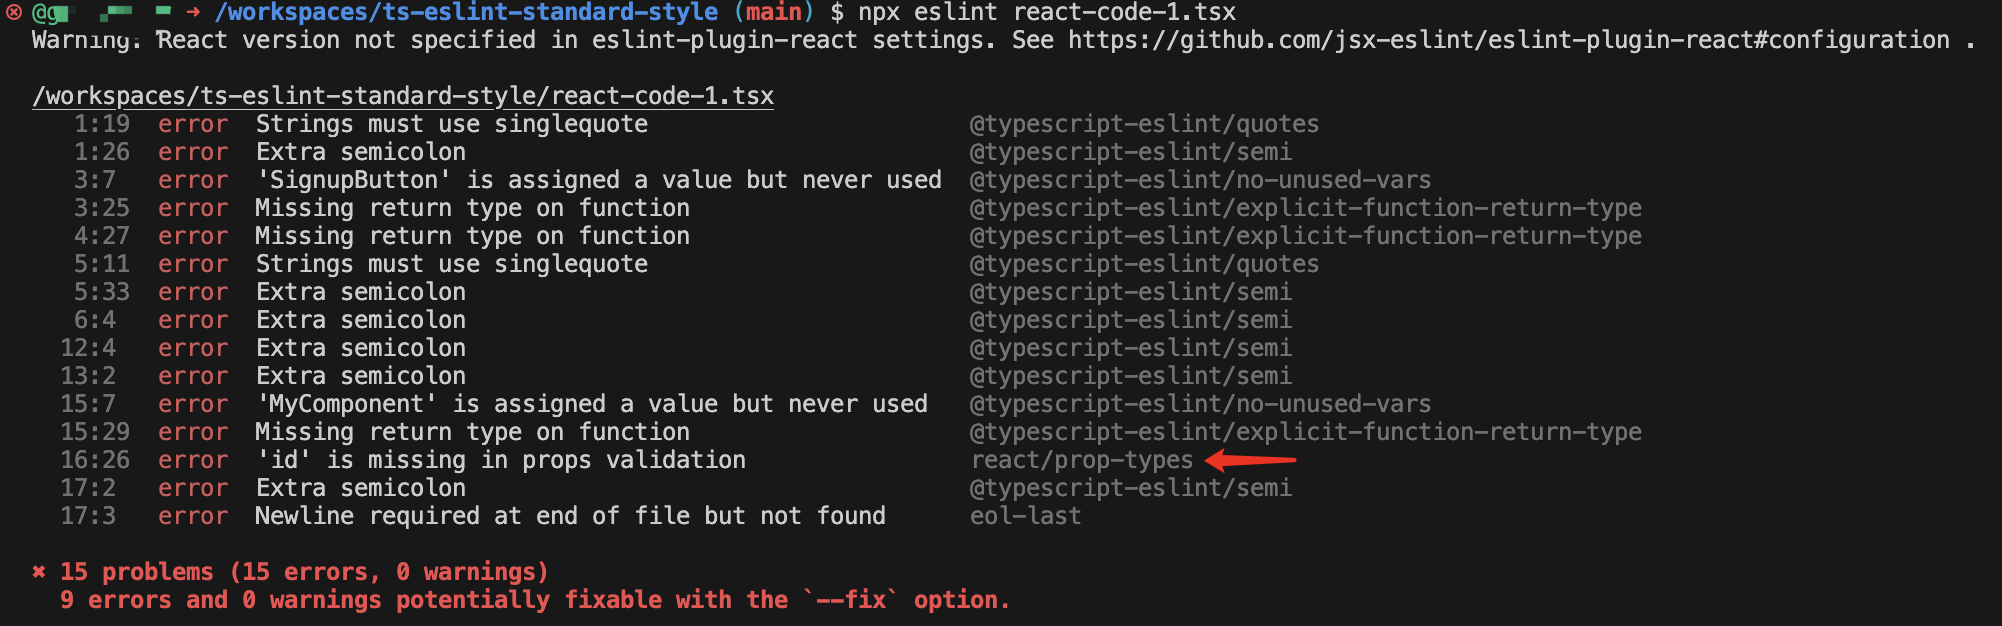 @g → /workspaces/ts-eslint-standard-style (main) $ npx eslint react-code-1.tsx
Warning: React version not specified in eslint-plugin-react settings. See https://github.com/jsx-eslint/eslint-plugin-react#configuration .
/workspaces/ts-eslint-standard-style/react-code-1.tsx
1:19 error Strings must use singlequote @typescript-eslint/quotes
1:26 error Extra semicolon @typescript-eslint/semi
3:7 error 'SignupButton' is assigned a value but never used @typescript-eslint/no-unused-vars
3:25 error Missing return type on function @typescript-eslint/explicit-function-return-type
4:27 error Missing return type on function @typescript-eslint/explicit-function-return-type
5:11 error Strings must use singlequote @typescript-eslint/quotes
5:33 error Extra semicolon @typescript-eslint/semi
6:4 error Extra semicolon @typescript-eslint/semi
12:4 error Extra semicolon @typescript-eslint/semi
13:2 error Extra semicolon @typescript-eslint/semi
15:7 error 'MyComponent' is assigned a value but never used @typescript-eslint/no-unused-vars
15:29 error Missing return type on function @typescript-eslint/explicit-function-return-type
16:26 error 'id' is missing in props validation react/prop-types
17:2 error Extra semicolon @typescript-eslint/semi
17:3 error Newline required at end of file but not found eol-last
✖ 15 problems (15 errors, 0 warnings)
9 errors and 0 warnings potentially fixable with the `--fix` option.